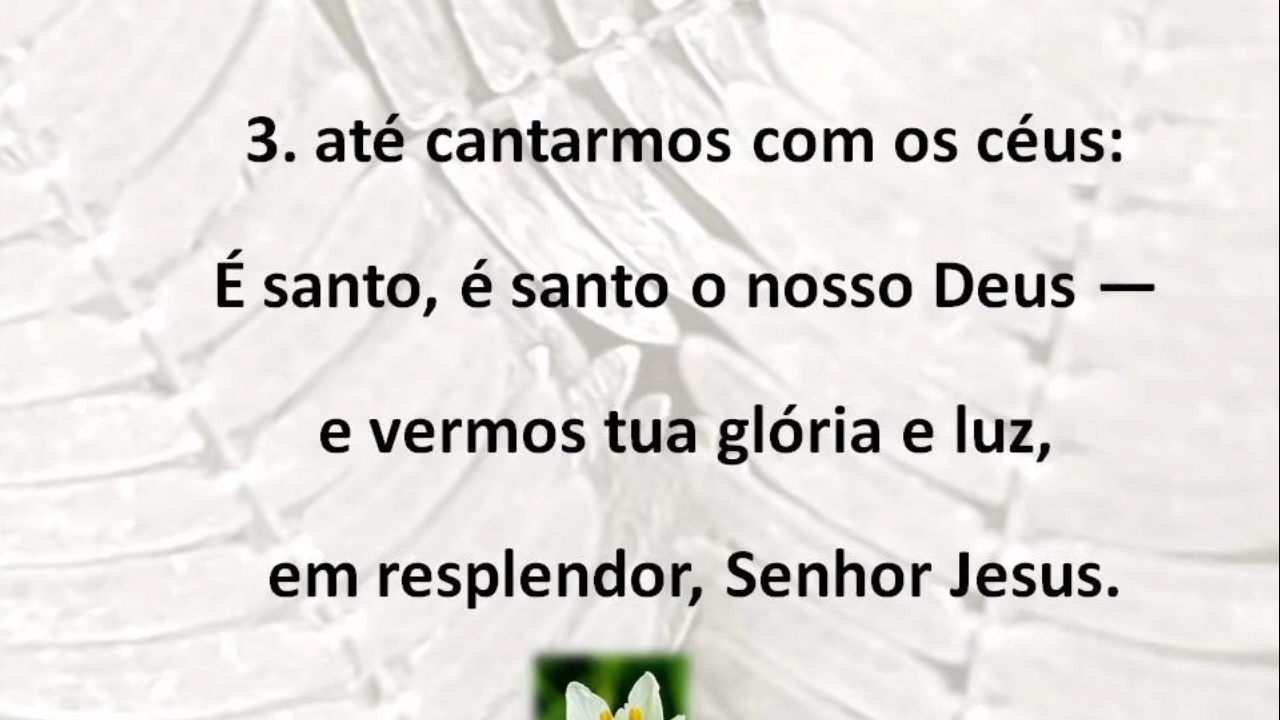 3. até cantarmos com os céus:
É santo, é santo o nosso Deus —
e vermos tua glória e luz,
em resplendor, Senhor Jesus.